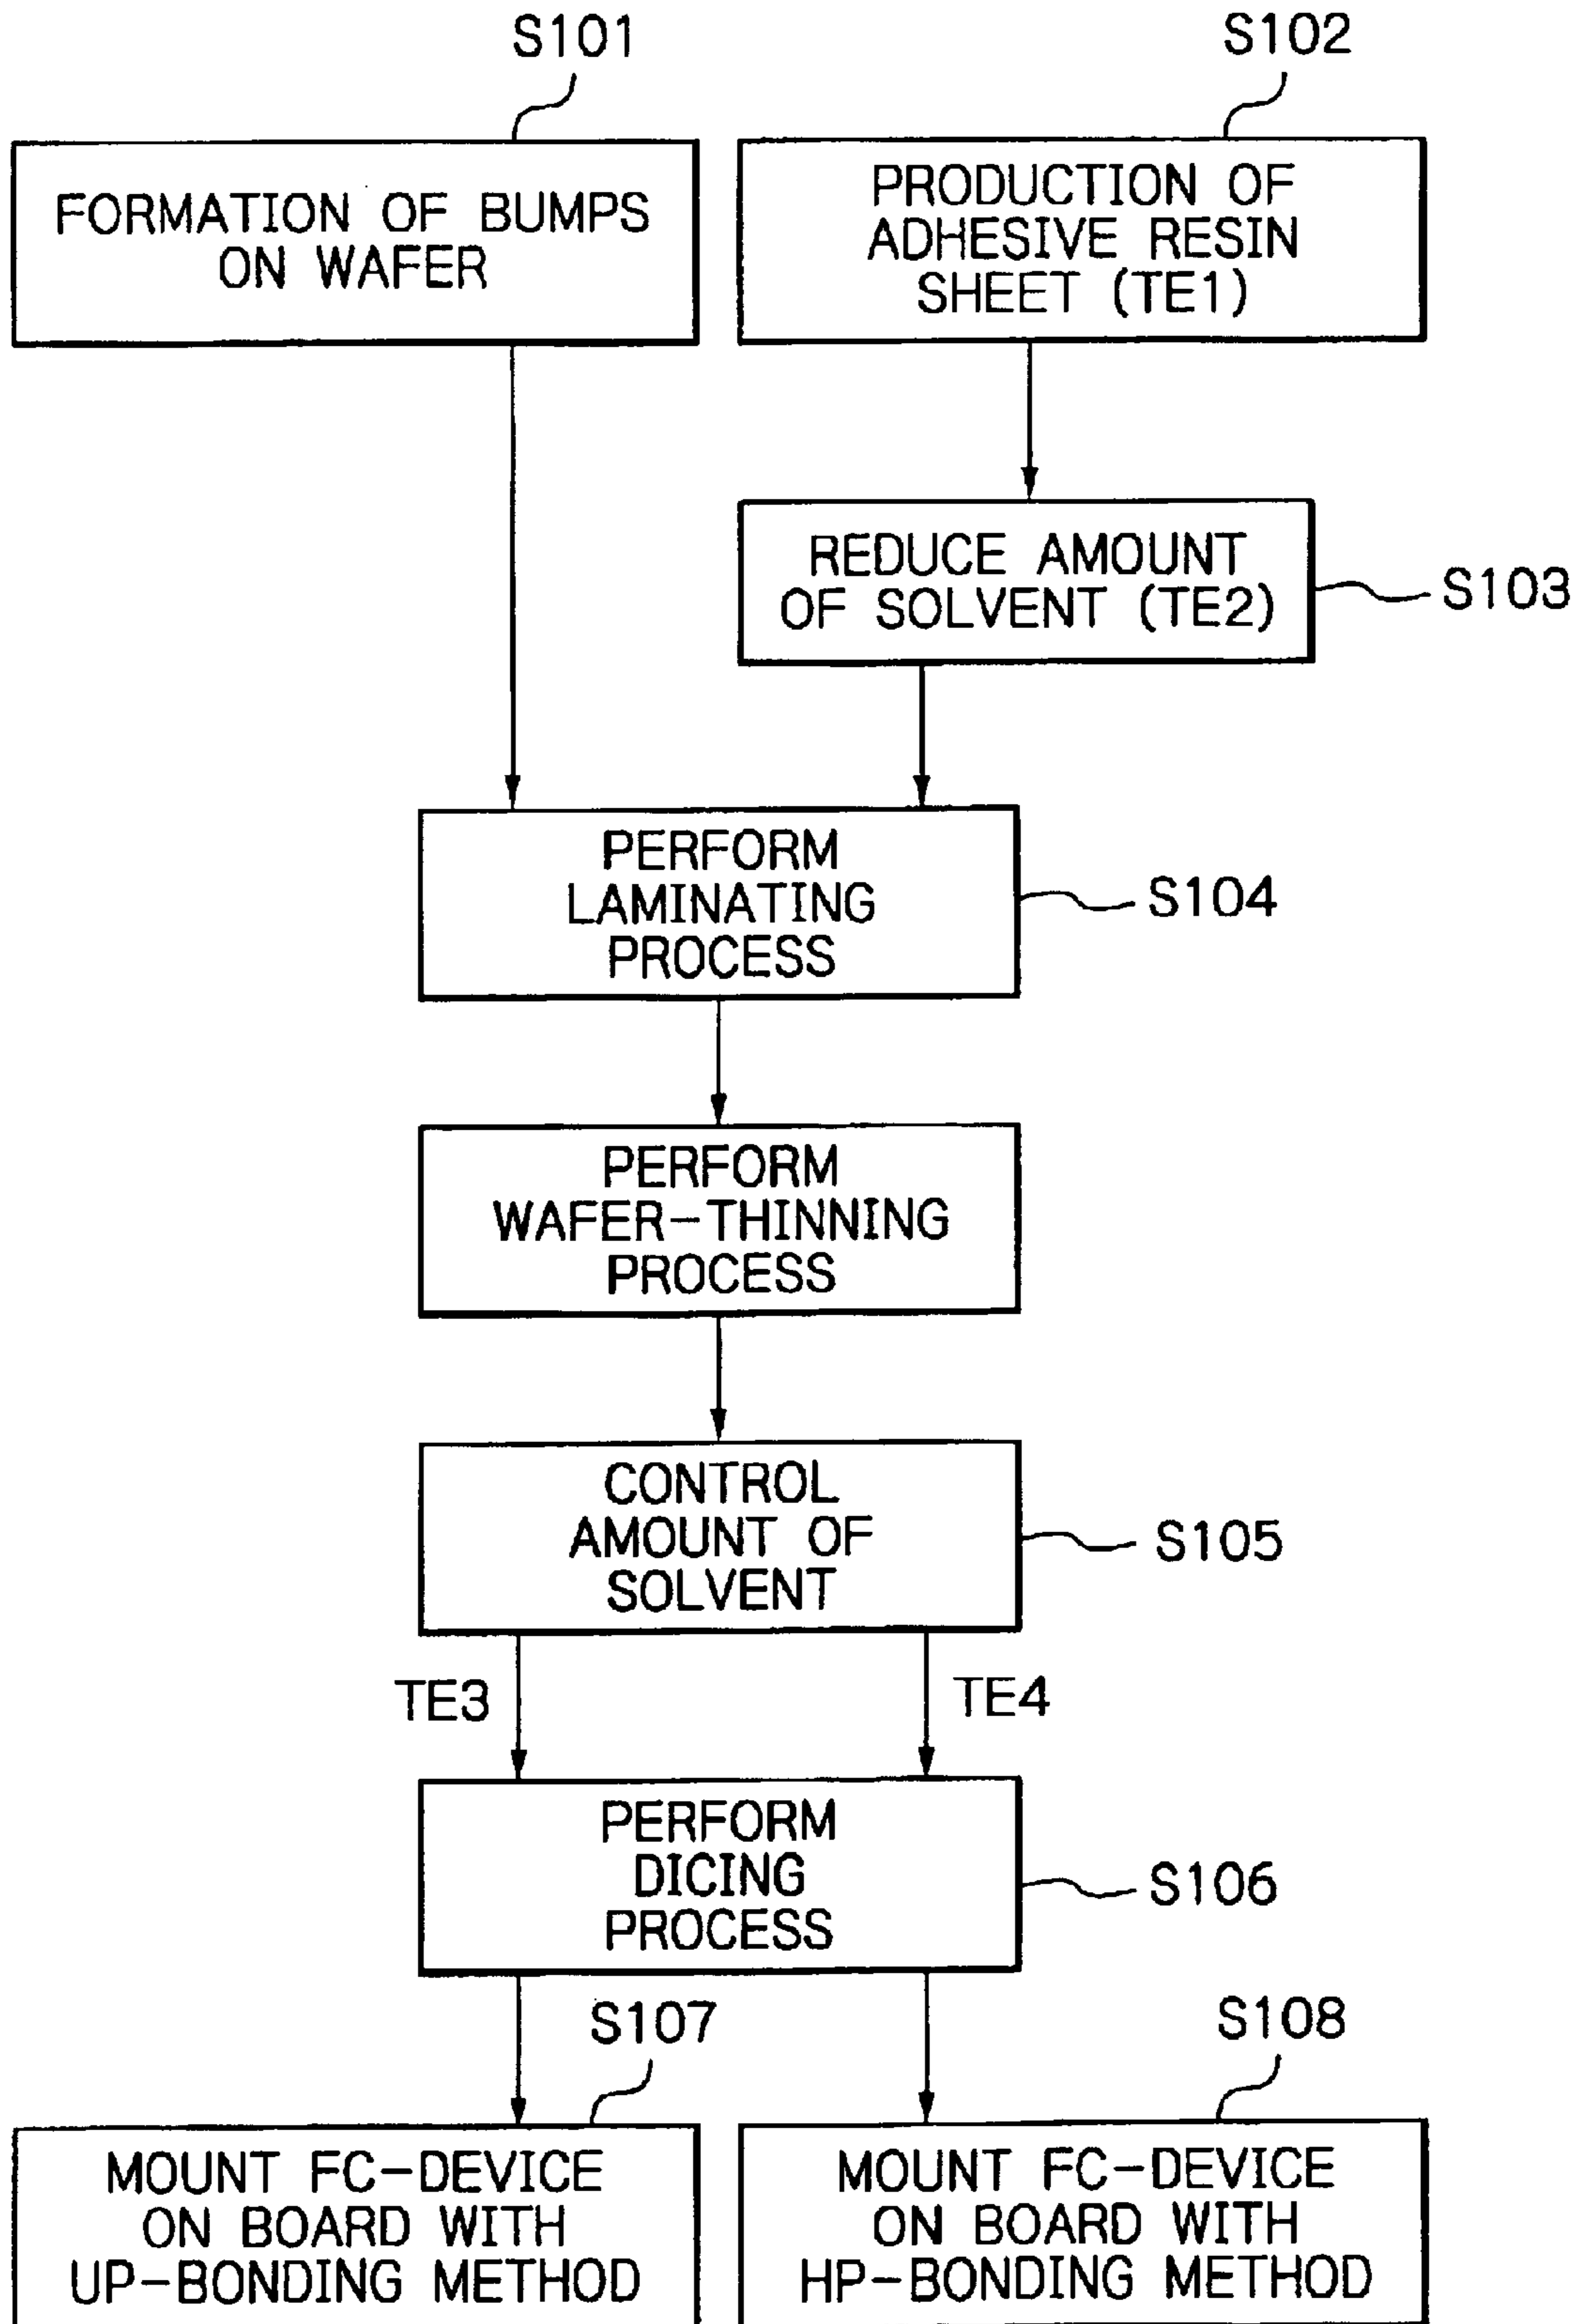 S101
S102
FORMATION OF BUMPS
ON WAFER
PRODUCTION OF
ADHESIVE RESIN
SHEET (TE1)
REDUCE AMOUNT
OF SOLVENT (TE2)
S103
PERFORM
LAMINATING
PROCESS
S104
PERFORM
WAFER-THINNING
PROCESS
CONTROL
AMOUNT OF
SOLVENT
S105
TE3
TE4
PERFORM
DICING
PROCESS
S106
S107
S108
MOUNT FC-DEVICE
ON BOARD WITH
UP-BONDING METHOD
MOUNT FC-DEVICE
ON BOARD WITH
HP-BONDING METHOD